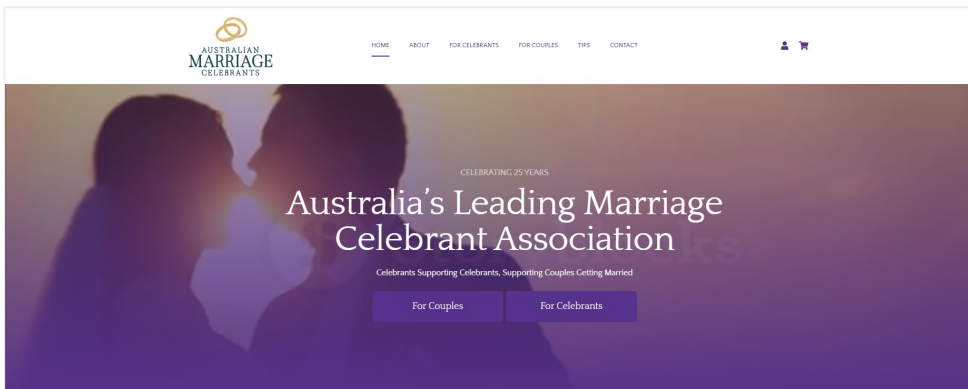 AUSTRALIAN
MARRIAGE
CELEBRANTS
HOME ABOUT FOR CELEBRANTS FOR COUPLES TIPS CONTACT
CELEBRATING 25 YEARS
Australia's Leading Marriage
Celebrant Association
Celebrants Supporting Celebrants, Supporting Couples Getting Married
For Couples For Celebrants